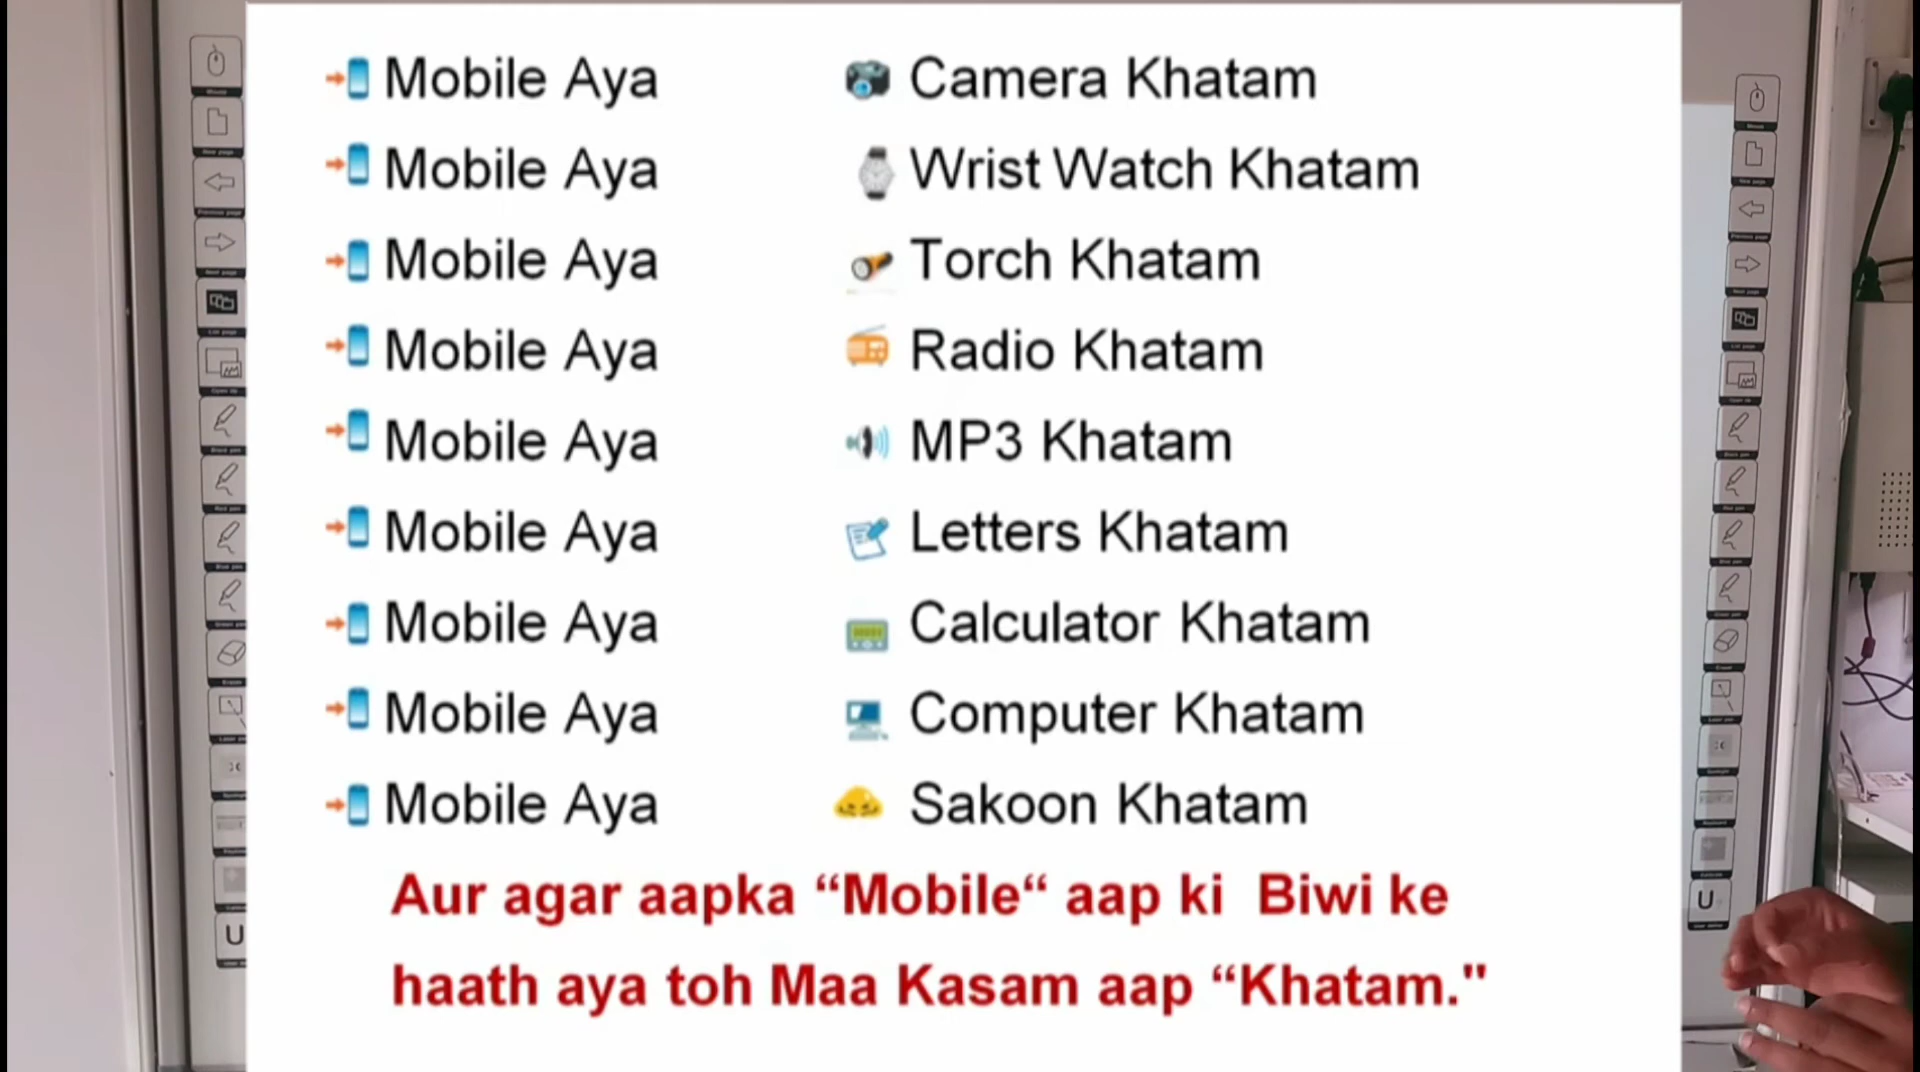 Mobile Aya Camera Khatam
Mobile Aya Wrist Watch Khatam
Mobile Aya Torch Khatam
Mobile Aya Radio Khatam
Mobile Aya MP3 Khatam
Mobile Aya Letters Khatam
Mobile Aya Calculator Khatam
Mobile Aya Computer Khatam
Mobile Aya Sakoon Khatam
Aur agar aapka “Mobile“ aap ki Biwi ke
haath aya toh Maa Kasam aap “Khatam."